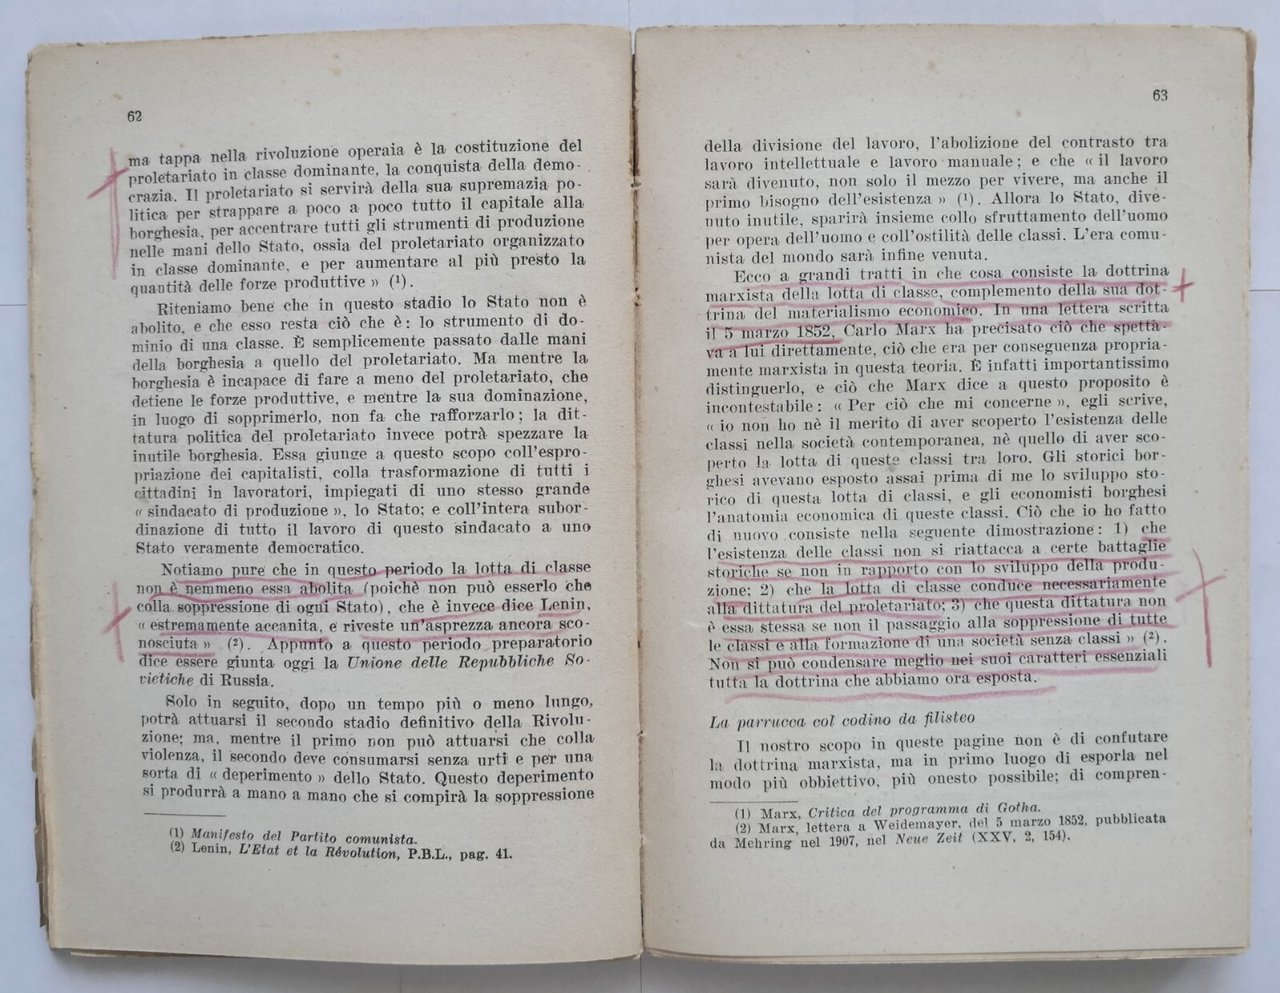 62
ma tappa nella rivoluzione operaia è la costituzione del
proletariato in classe dominante, la conquista della demo-
crazia. Il proletariato si servirà della sua supremazia po-
litica per strappare a poco a poco tutto il capitale alla
borghesia, per accentrare tutti gli strumenti di produzione
nelle mani dello Stato, ossia del proletariato organizzato
in classe dominante, e per aumentare al più presto la
quantità delle forze produttive » (¹).
Riteniamo bene che in questo stadio lo Stato non è
abolito, e che esso resta ciò che è: lo strumento di do-
minio di una classe. È semplicemente passato dalle mani
della borghesia a quello del proletariato. Ma mentre la
borghesia è incapace di fare a meno del proletariato, che
detiene le forze produttive, e mentre la sua dominazione,
in luogo di sopprimerlo, non fa che rafforzarlo; la dit-
tatura politica del proletariato invece potrà spezzare la
inutile borghesia. Essa giunge a questo scopo coll'espro-
priazione dei capitalisti, colla trasformazione di tutti i
cittadini in lavoratori, impiegati di uno stesso grande
« sindacato di produzione », lo Stato; e coll'intera subor-
dinazione di tutto il lavoro di questo sindacato a uno
Stato veramente democratico.
Notiamo pure che in questo periodo la lotta di classe
non è nemmeno essa abolita (poichè non può esserlo che
colla soppressione di ogni Stato), che è invece dice Lenin,
« estremamente accanita, e riveste un'asprezza ancora sco-
nosciuta » (²). Appunto a questo periodo preparatorio
dice essere giunta oggi la Unione delle Repubbliche So-
vietiche di Russia.
Solo in seguito, dopo un tempo più o meno lungo,
potrà attuarsi il secondo stadio definitivo della Rivolu-
zione; ma, mentre il primo non può attuarsi che colla
violenza, il secondo deve consumarsi senza urti e per una
sorta di « deperimento » dello Stato. Questo deperimento
si produrrà a mano a mano che si compirà la soppressione
(1) Manifesto del Partito comunista.
(2) Lenin, L'Etat et la Révolution, P.B.L., pag. 41.
63
della divisione del lavoro, l'abolizione del contrasto tra
lavoro intellettuale e lavoro manuale; e che « il lavoro
sarà divenuto, non solo il mezzo per vivere, ma anche il
primo bisogno dell'esistenza » (¹). Allora lo Stato, dive-
nuto inutile, sparirà insieme collo sfruttamento dell'uomo
per opera dell'uomo e coll'ostilità delle classi. L'era comu-
nista del mondo sarà infine venuta.
Ecco a grandi tratti in che cosa consiste la dottrina
marxista della lotta di classe, complemento della sua dot-
trina del materialismo economico. In una lettera scritta
il 5 marzo 1852, Carlo Marx ha precisato ciò che spetta-
va a lui direttamente, ciò che era per conseguenza propria-
mente marxista in questa teoria. È infatti importantissimo
distinguerlo, e ciò che Marx dice a questo proposito è
incontestabile: « Per ciò che mi concerne », egli scrive,
« io non ho nè il merito di aver scoperto l'esistenza delle
classi nella società contemporanea, nè quello di aver sco-
perto la lotta di queste classi tra loro. Gli storici bor-
ghesi avevano esposto assai prima di me lo sviluppo sto-
rico di questa lotta di classi, e gli economisti borghesi
l'anatomia economica di queste classi. Ciò che io ho fatto
di nuovo consiste nella seguente dimostrazione: 1) che
l'esistenza delle classi non si riattacca a certe battaglie
storiche se non in rapporto con lo sviluppo della produ-
zione; 2) che la lotta di classe conduce necessariamente
alla dittatura del proletariato; 3) che questa dittatura non
è essa stessa se non il passaggio alla soppressione di tutte
le classi e alla formazione di una società senza classi » (²).
Non si può condensare meglio nei suoi caratteri essenziali
tutta la dottrina che abbiamo ora esposta.
La parrucca col codino da filisteo
Il nostro scopo in queste pagine non è di confutare
la dottrina marxista, ma in primo luogo di esporla nel
modo più obbiettivo, più onesto possibile; di compren-
(1) Marx, Critica del programma di Gotha.
(2) Marx, lettera a Weidemayer, del 5 marzo 1852, pubblicata
da Mehring nel 1907, nel Neue Zeit (XXV, 2, 154).